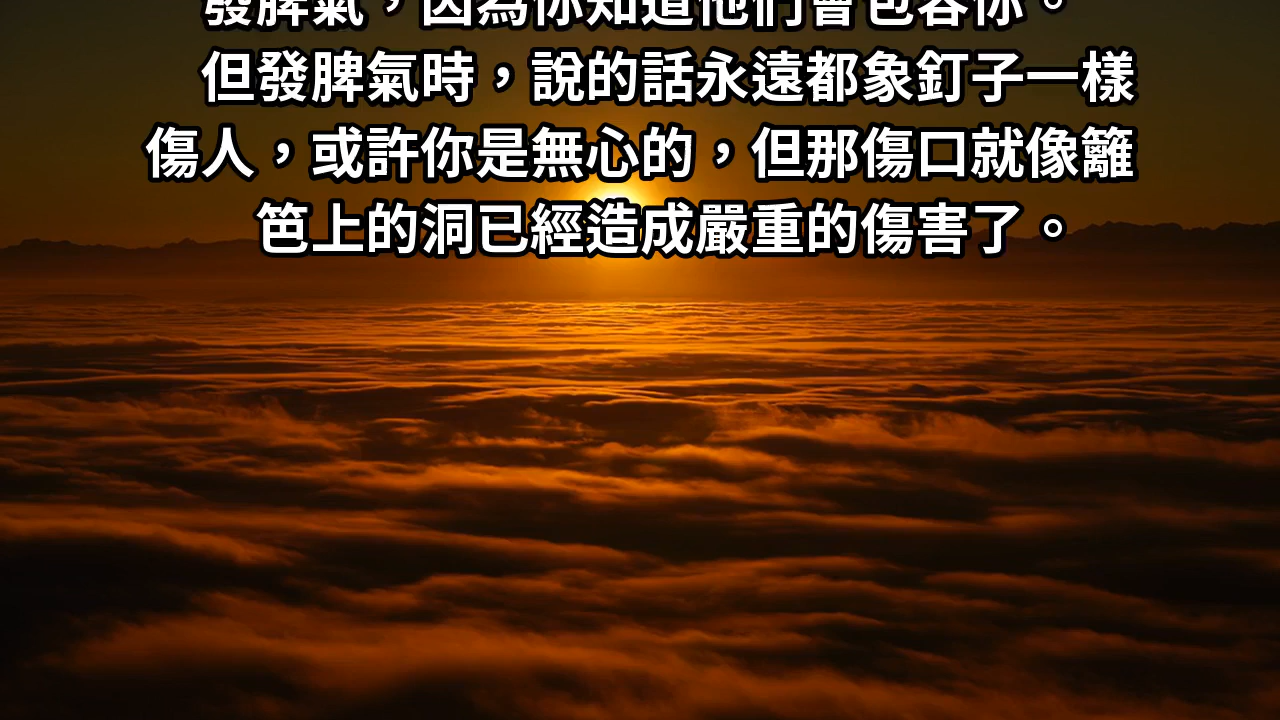 發脾氣，因為你知道他們會包容你。
但發脾氣時，說的話永遠都象釘子一樣
傷人，或許你是無心的，但那傷口就像籬
笆上的洞已經造成嚴重的傷害了。